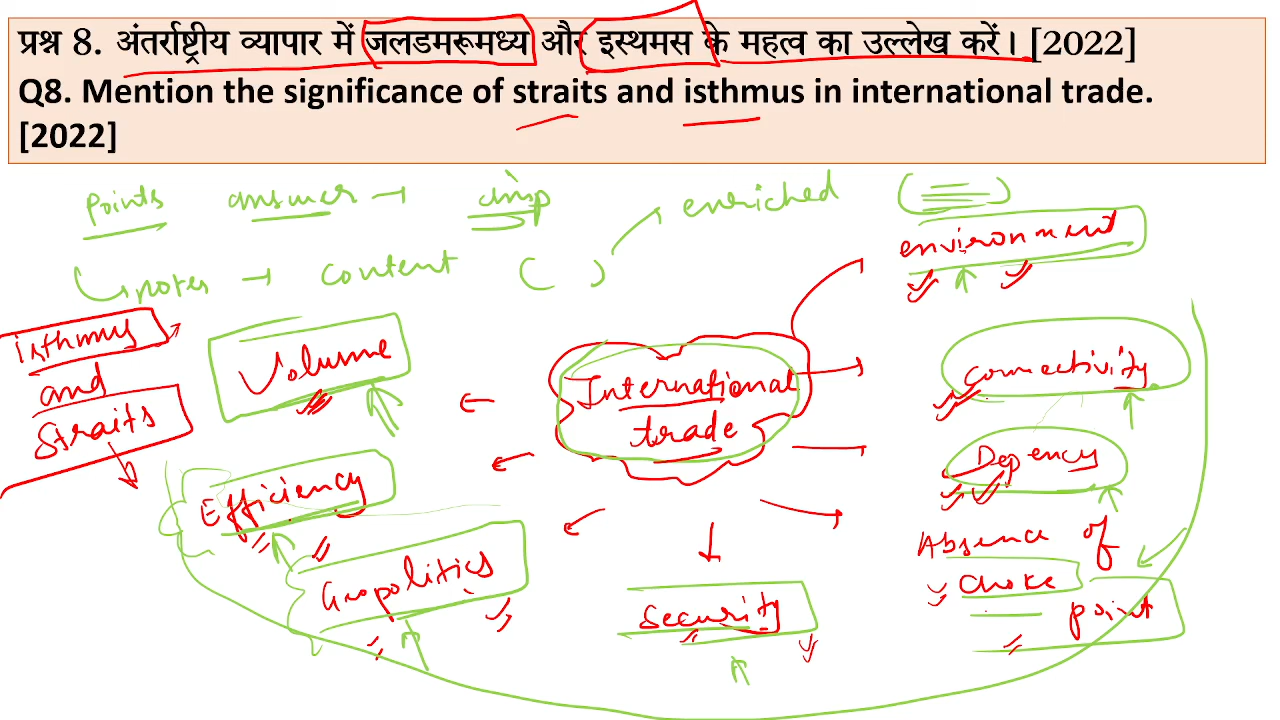 प्रश्न 8. अंतर्राष्ट्रीय व्यापार में जलडमरूमध्य और इस्थमस के महत्व का उल्लेख करें। [2022]
Q8. Mention the significance of straits and isthmus in international trade.
[2022]
Points answer → enriched
notes → content ( )
environment
isthmus
and
Straits
Volume
International
trade
Connectivity
Depency
Efficiency
Geopolitics
Security
Absence of
Choke
point